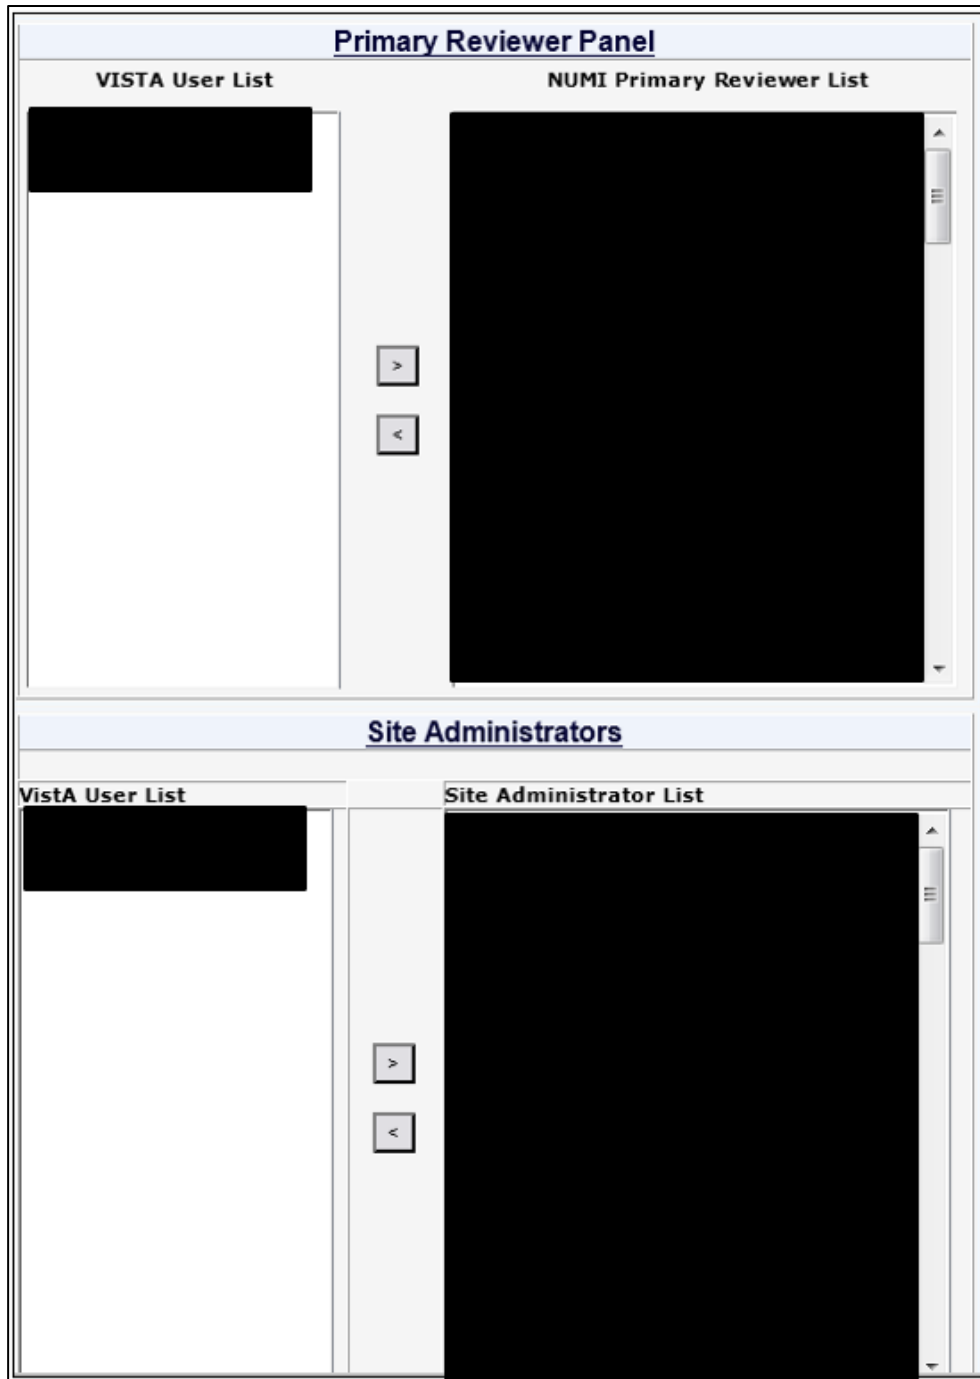 Primary Reviewer Panel
VISTA User List NUMI Primary Reviewer List
>
<
Site Administrators
VistA User List Site Administrator List
>
<